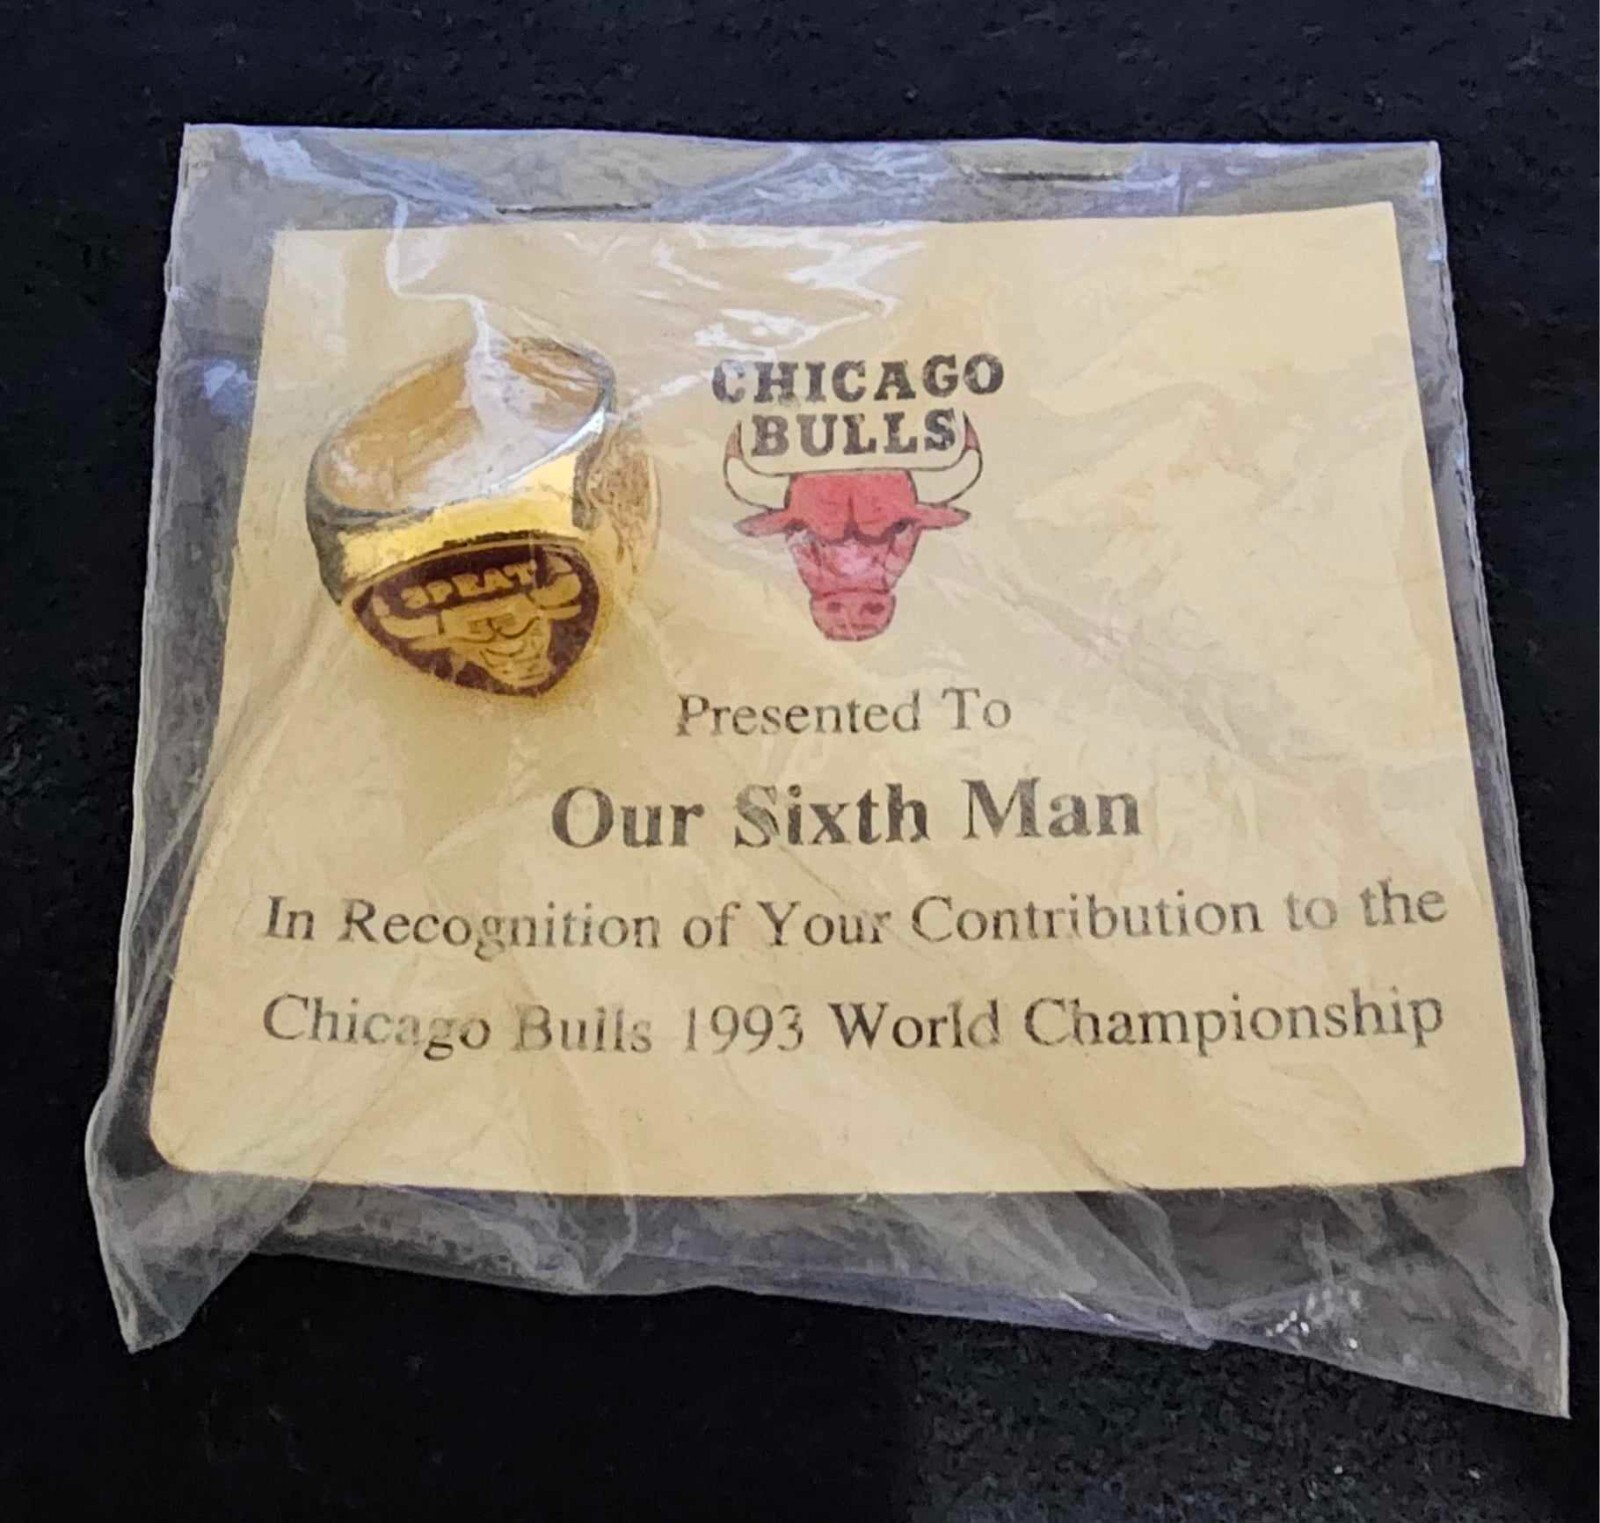 CHICAGO
BULLS
3PEAT
Presented To
Our Sixth Man
In Recognition of Your Contribution to the
Chicago Bulls 1993 World Championship